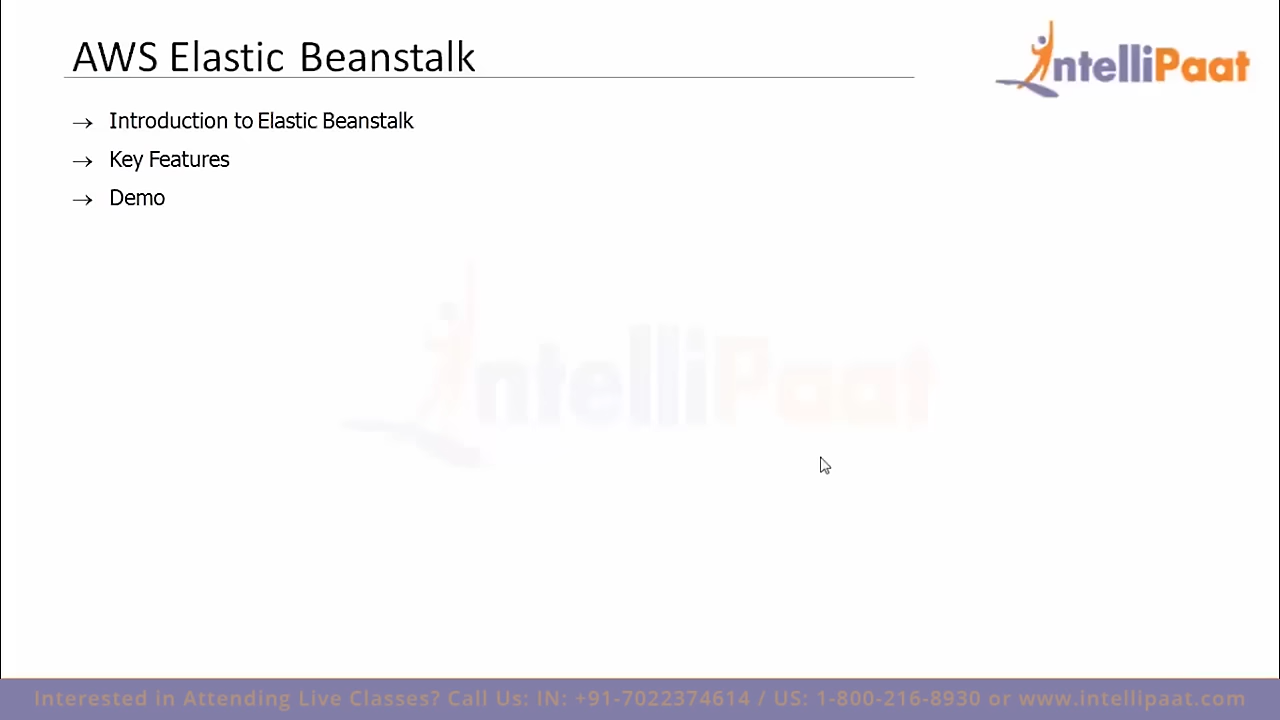 AWS Elastic Beanstalk
IntelliPaat
→ Introduction to Elastic Beanstalk
→ Key Features
→ Demo
IntelliPaat
Interested in Attending Live Classes? Call Us: IN: +91-7022374614 / US: 1-800-216-8930 or www.intellipaat.com